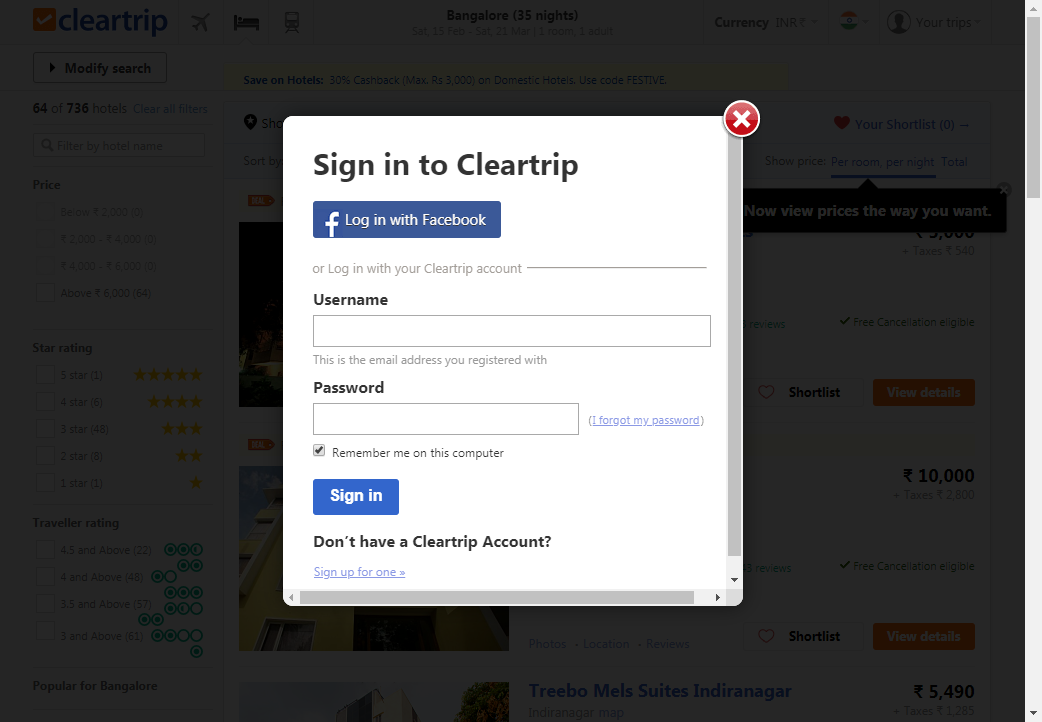 cleartrip
Bangalore (35 nights)
Sat, 15 Feb - Sat, 21 Mar | 1 room, 1 adult
Currency INR ₹
Your trips
Modify search
Save on Hotels: 30% Cashback (Max. Rs.3,000) on Domestic Hotels. Use code FESTIVE.
64 of 736 hotels Clear all filters
Sho
Your Shortlist (0) →
Filter by hotel name
Sort by
Show price: Per room, per night Total
Price
Below ₹ 2,000 (0)
₹ 2,000 - ₹ 4,000 (0)
₹ 4,000 - ₹ 6,000 (0)
Above ₹ 6,000 (64)
Now view prices the way you want.
+ Taxes ₹ 540
reviews
Free Cancellation eligible
Shortlist
View details
Star rating
5 star (1)
4 star (6)
3 star (48)
2 star (8)
1 star (1)
Traveller rating
4.5 and Above (22)
4 and Above (48)
3.5 and Above (57)
3 and Above (61)
Popular for Bangalore
Sign in to Cleartrip
Log in with Facebook
or Log in with your Cleartrip account
Username
This is the email address you registered with
Password
(I forgot my password)
Remember me on this computer
Sign in
Don't have a Cleartrip Account?
Sign up for one »
₹ 10,000
+ Taxes ₹ 2,800
reviews
Free Cancellation eligible
Photos · Location · Reviews
Shortlist
View details
Treebo Mels Suites Indiranagar
Indiranagar map
₹ 5,490
+ Taxes ₹ 1,285